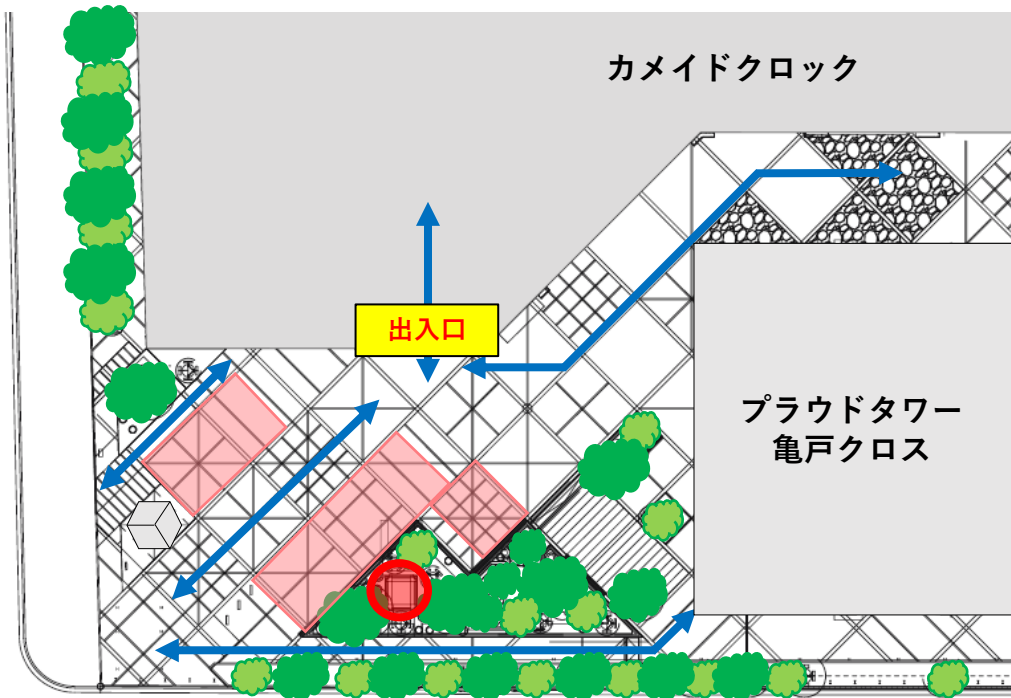 カメイドクロック
出入口
プラウドタワー
亀戸クロス